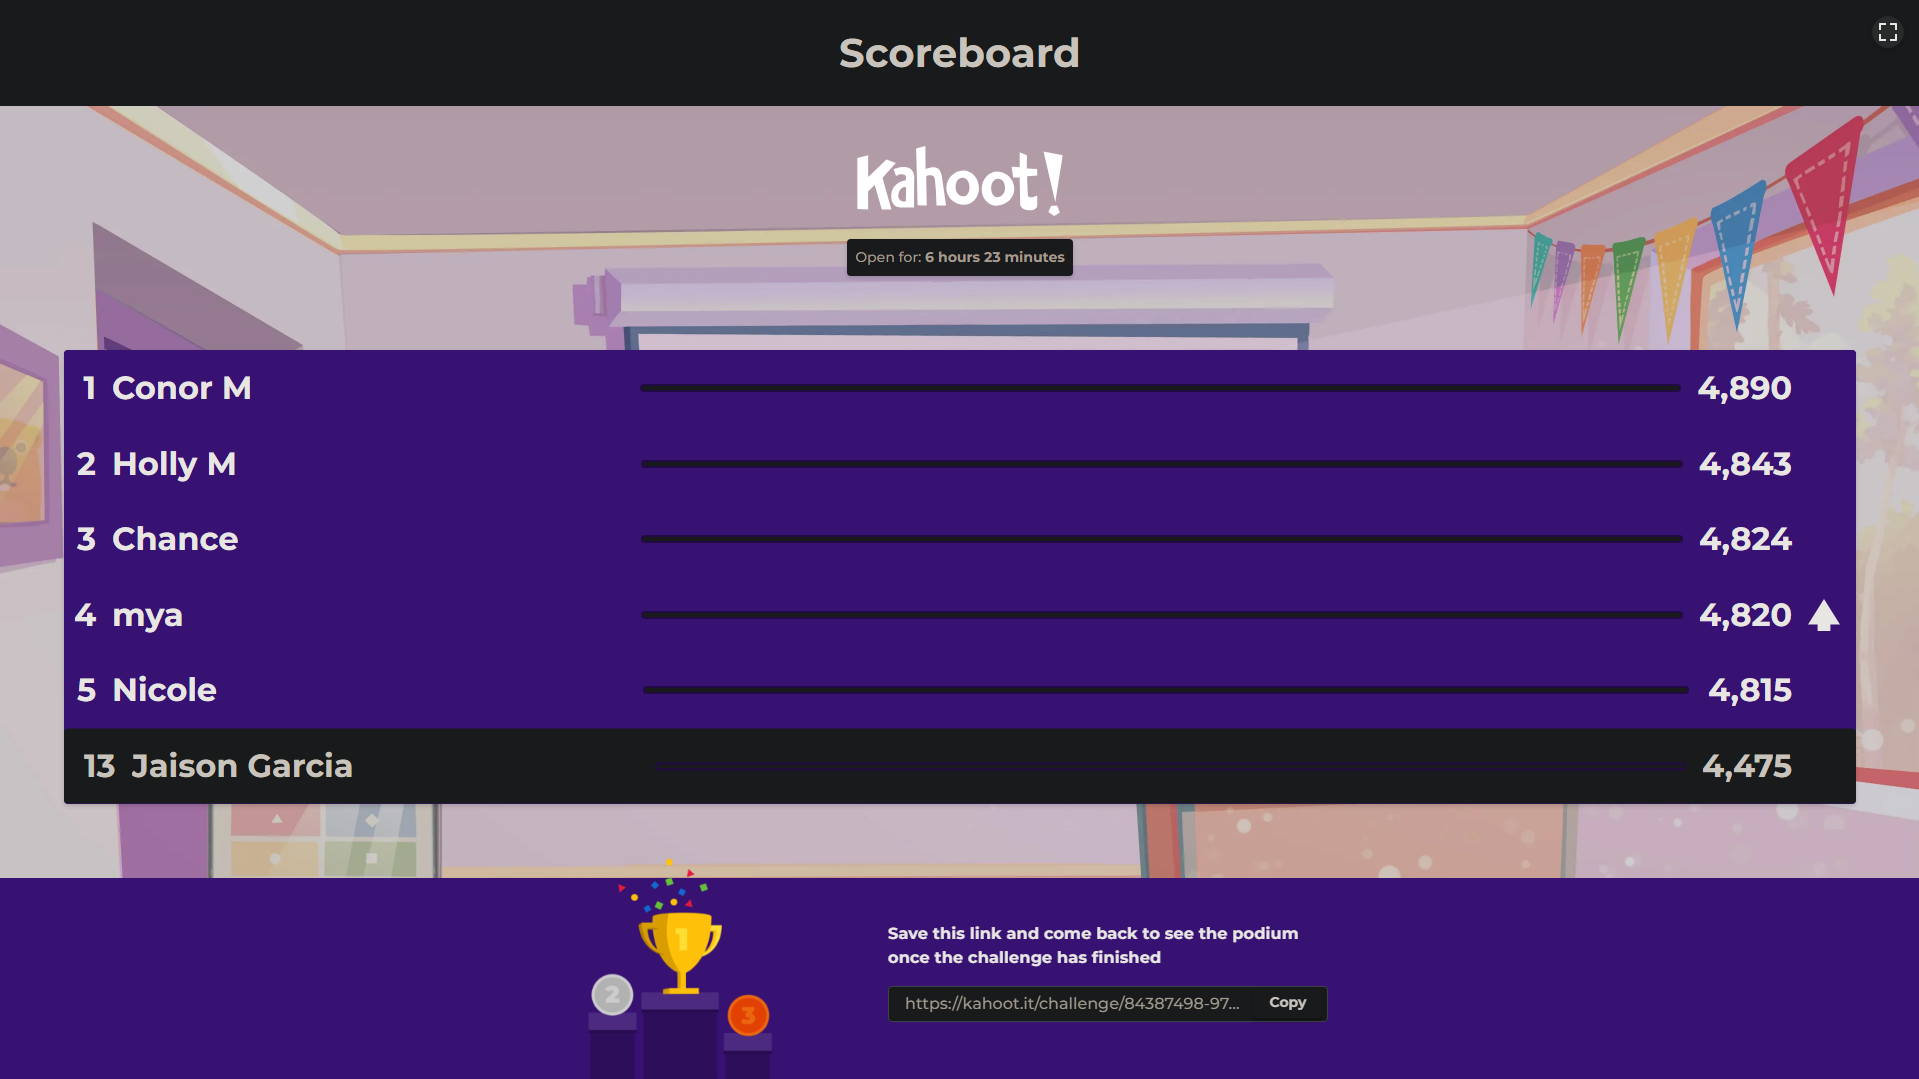 Scoreboard
Kahoot!
Open for: 6 hours 23 minutes
1 Conor M 4,890
2 Holly M 4,843
3 Chance 4,824
4 mya 4,820
5 Nicole 4,815
13 Jaison Garcia 4,475
1
2
3
Save this link and come back to see the podium
once the challenge has finished
https://kahoot.it/challenge/84387498-97... Copy